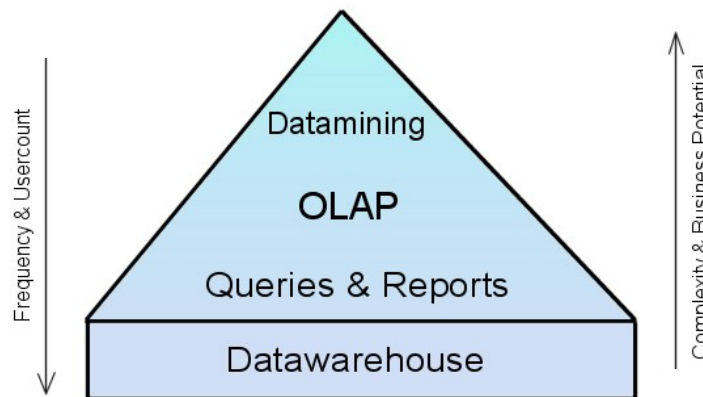 Datamining
OLAP
Queries & Reports
Datawarehouse
Frequency & Usercount
Complexity & Business Potential